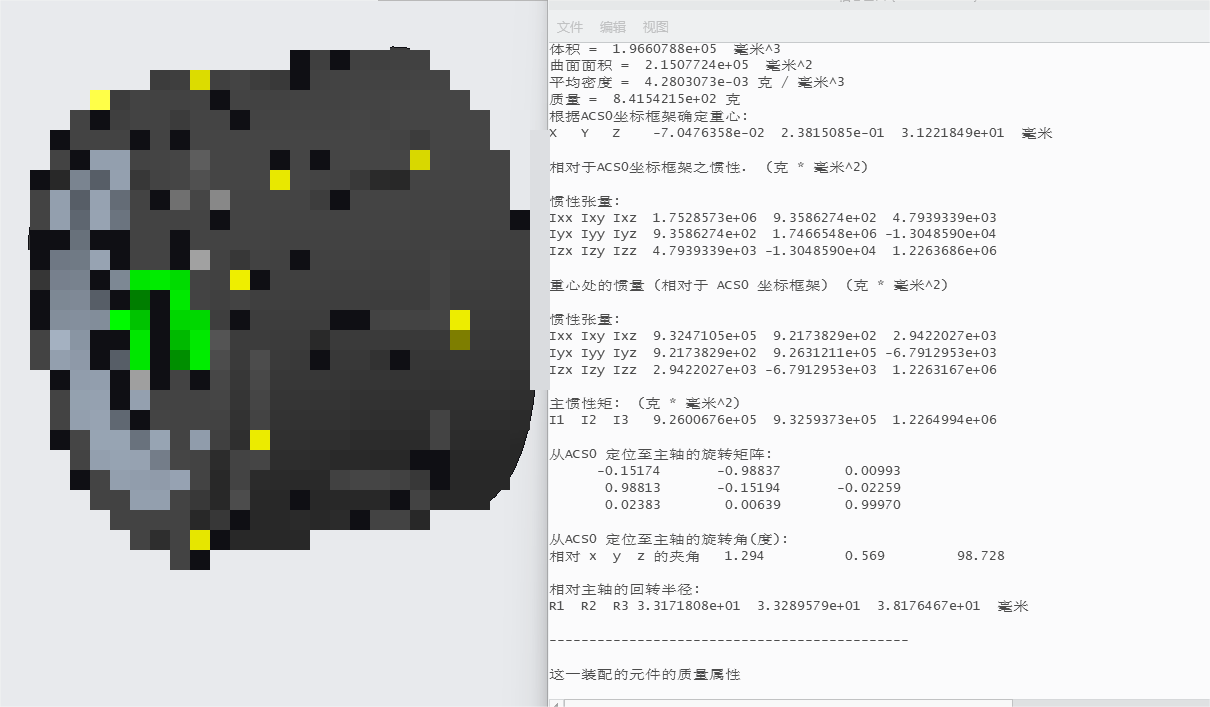 文件 编辑 视图
体积 = 1.9660788e+05 毫米^3
曲面面积 = 2.1507724e+05 毫米^2
平均密度 = 4.2803073e-03 克 / 毫米^3
质量 = 8.4154215e+02 克
根据ACS0坐标框架确定重心:
X Y Z -7.0476358e-02 2.3815085e-01 3.1221849e+01 毫米
相对于ACS0坐标框架之惯性. (克 * 毫米^2)
惯性张量:
Ixx Ixy Ixz 1.7528573e+06 9.3586274e+02 4.7939339e+03
Iyx Iyy Iyz 9.3586274e+02 1.7466548e+06 -1.3048590e+04
Izx Izy Izz 4.7939339e+03 -1.3048590e+04 1.2263686e+06
重心处的惯量 (相对于 ACS0 坐标框架) (克 * 毫米^2)
惯性张量:
Ixx Ixy Ixz 9.3247105e+05 9.2173829e+02 2.9422027e+03
Iyx Iyy Iyz 9.2173829e+02 9.2631211e+05 -6.7912953e+03
Izx Izy Izz 2.9422027e+03 -6.7912953e+03 1.2263167e+06
主惯性矩: (克 * 毫米^2)
I1 I2 I3 9.2600676e+05 9.3259373e+05 1.2264994e+06
从ACS0 定位至主轴的旋转矩阵:
-0.15174 -0.98837 0.00993
0.98813 -0.15194 -0.02259
0.02383 0.00639 0.99970
从ACS0 定位至主轴的旋转角(度):
相对 x y z 的夹角 1.294 0.569 98.728
相对主轴的回转半径:
R1 R2 R3 3.3171808e+01 3.3289579e+01 3.8176467e+01 毫米
---------------------------------------------
这一装配的元件的质量属性